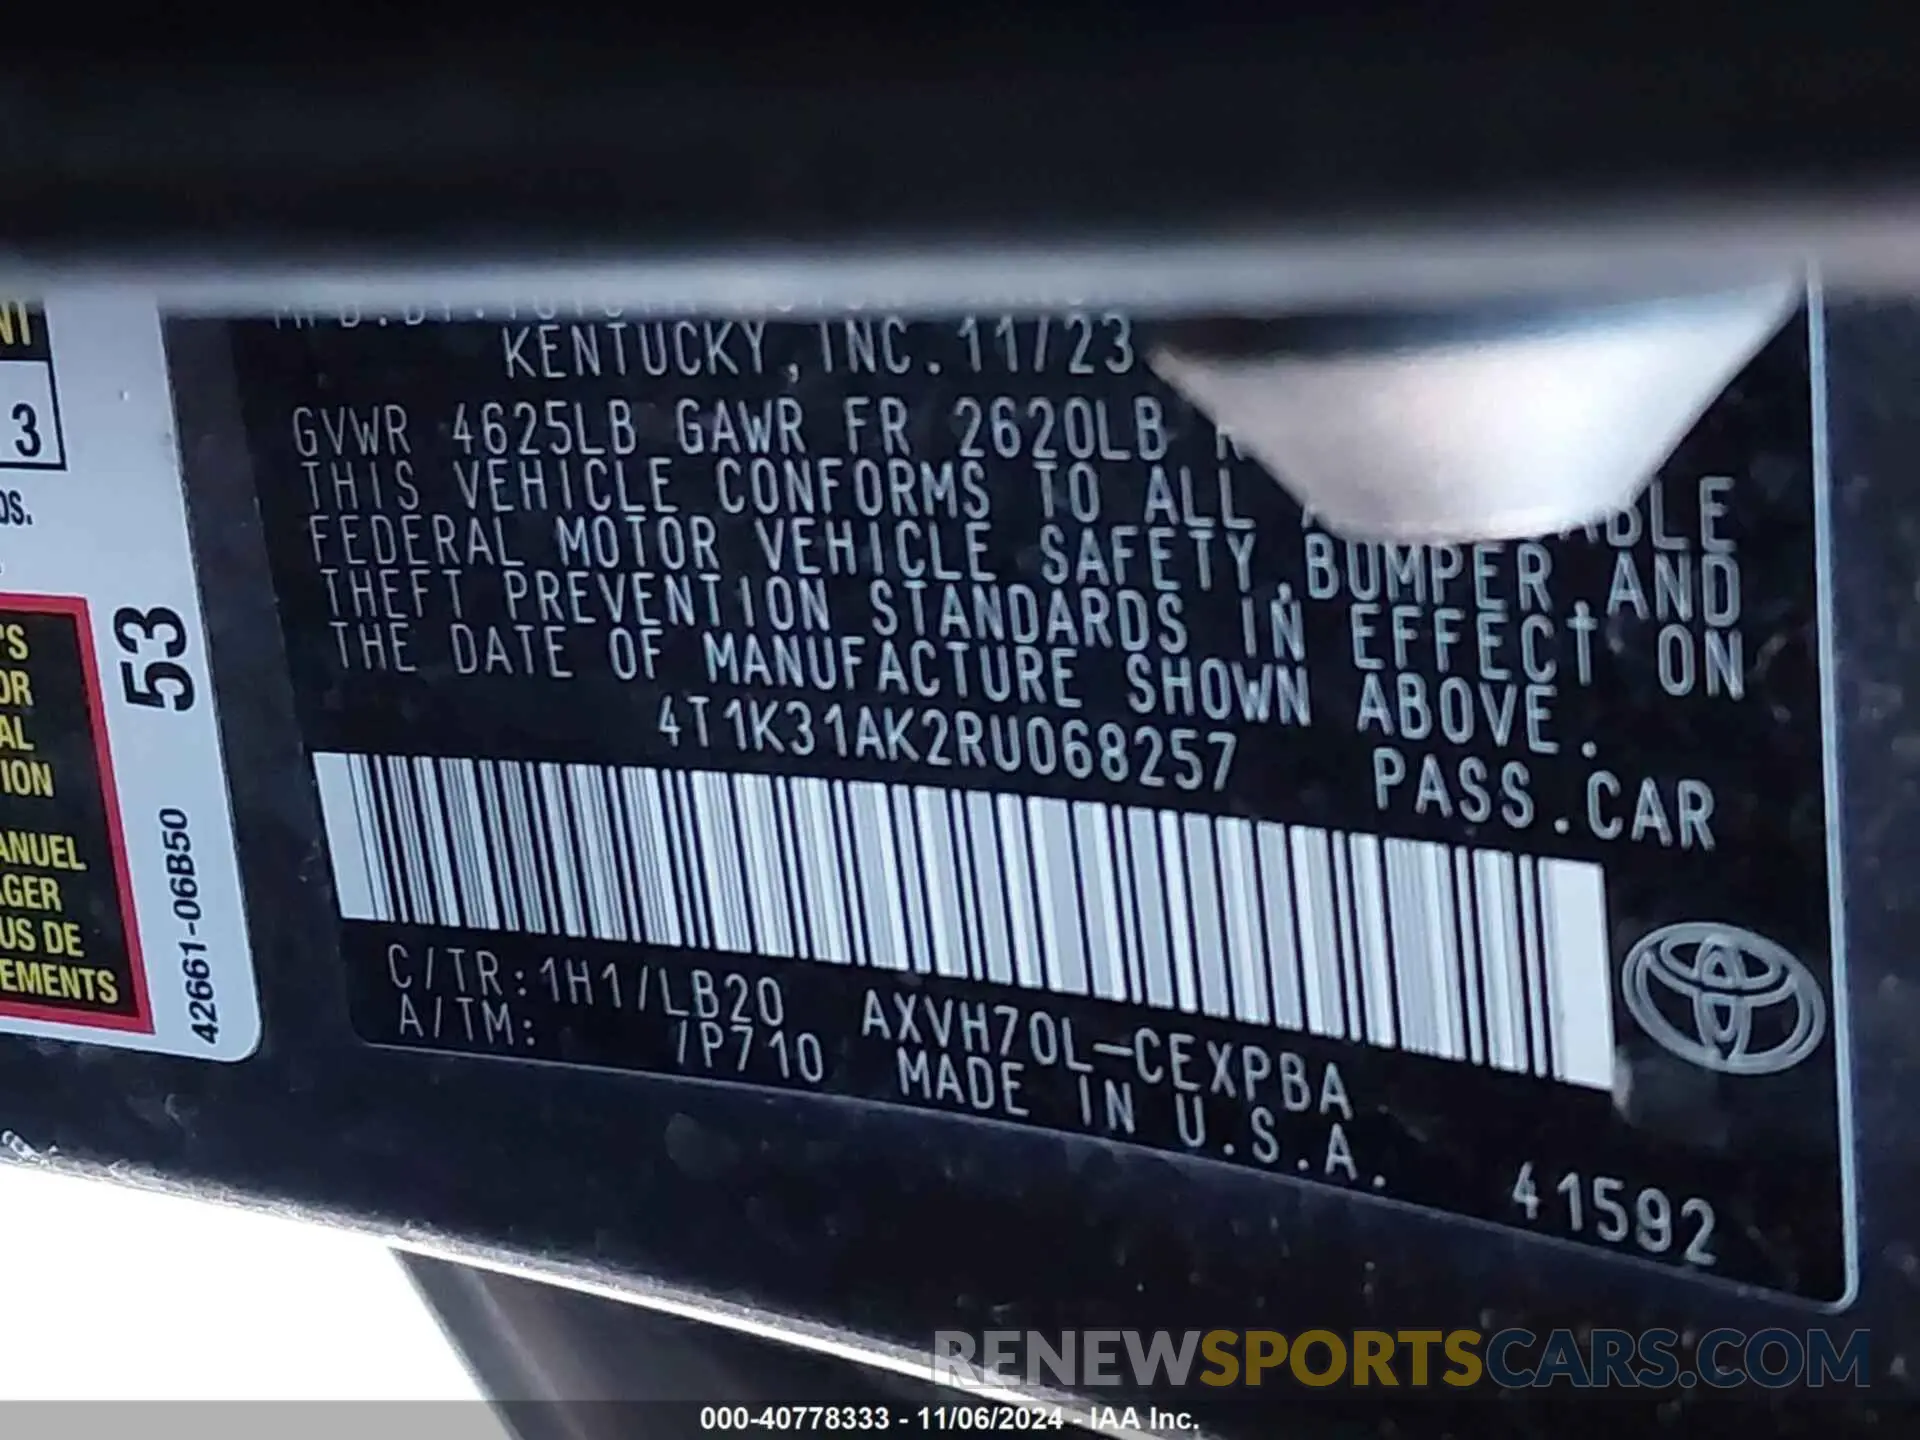 KENTUCKY, INC. 11/23
GVWR 4625LB GAWR FR 2620LB
THIS VEHICLE CONFORMS TO ALL
FEDERAL MOTOR VEHICLE SAFETY, BUMPER, AND
THEFT PREVENTION STANDARDS IN EFFECT ON
THE DATE OF MANUFACTURE SHOWN ABOVE.
4T1K31AK2RU068257 PASS.CAR
C/TR:1H1/LB20 AXVH70L-CEXPBA
A/TM: /P710 MADE IN U.S.A.
41592
3
53
42661-06B50
US DE
RENEWSPORTSCARS.COM
000-40778333 - 11/06/2024 - IAA Inc.